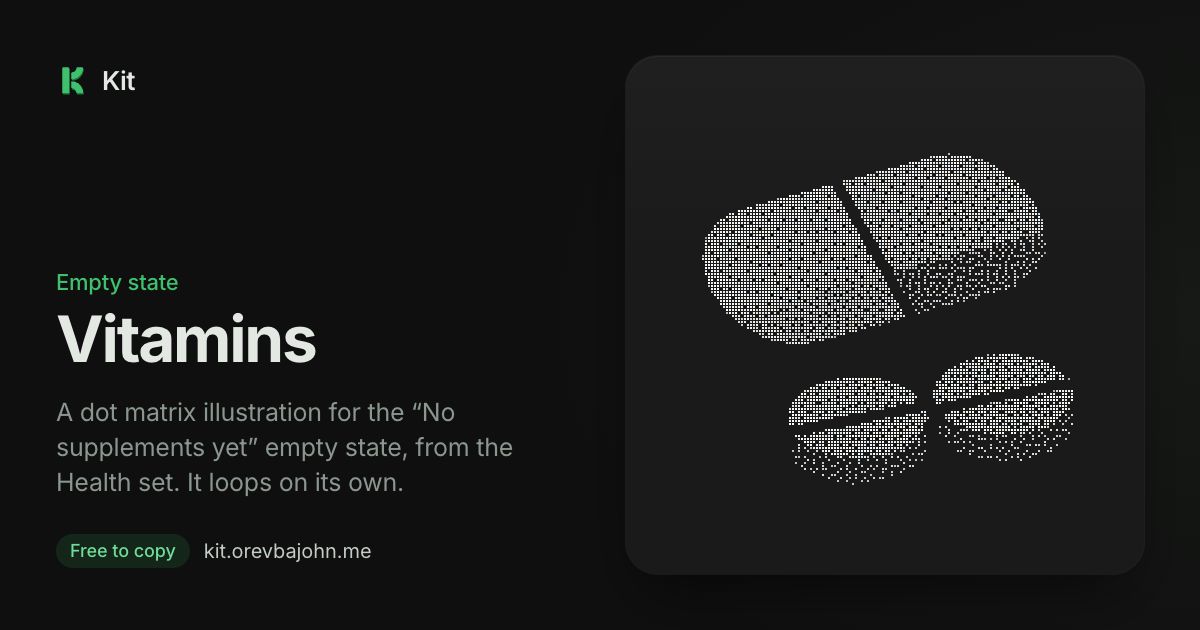 Kit
Empty state
Vitamins
A dot matrix illustration for the “No
supplements yet” empty state, from the
Health set. It loops on its own.
Free to copy
kit.orevbajohn.me